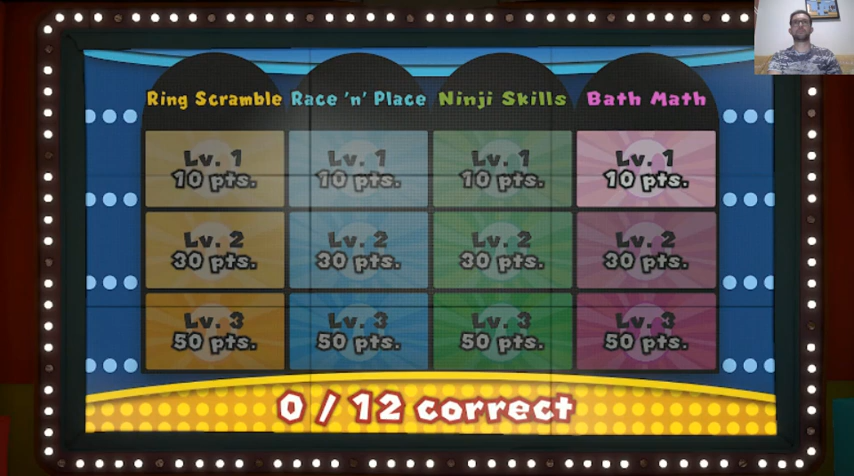 Ring Scramble Race 'n' Place Ninji Skills Bath Math
Lv. 1 Lv. 1 Lv. 1 Lv. 1
10 pts. 10 pts. 10 pts. 10 pts.
Lv. 2 Lv. 2 Lv. 2 Lv. 2
30 pts. 30 pts. 30 pts. 30 pts.
Lv. 3 Lv. 3 Lv. 3 Lv. 3
50 pts. 50 pts. 50 pts. 50 pts.
0 / 12 correct